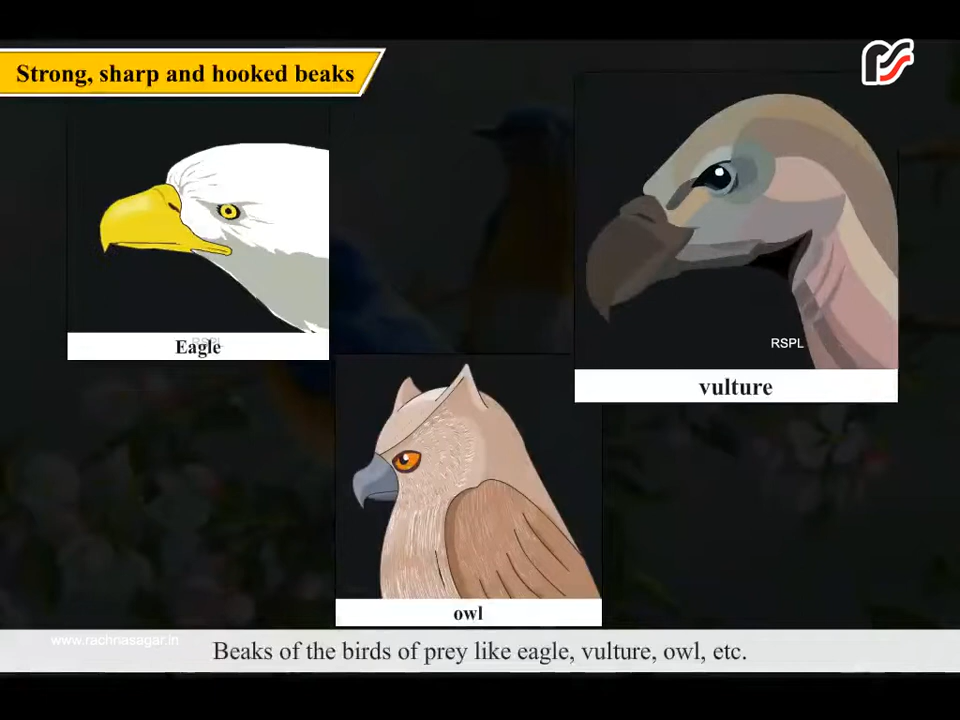 Strong, sharp and hooked beaks
Eagle
RSPL
vulture
owl
www.rachnasagar.in
Beaks of the birds of prey like eagle, vulture, owl, etc.